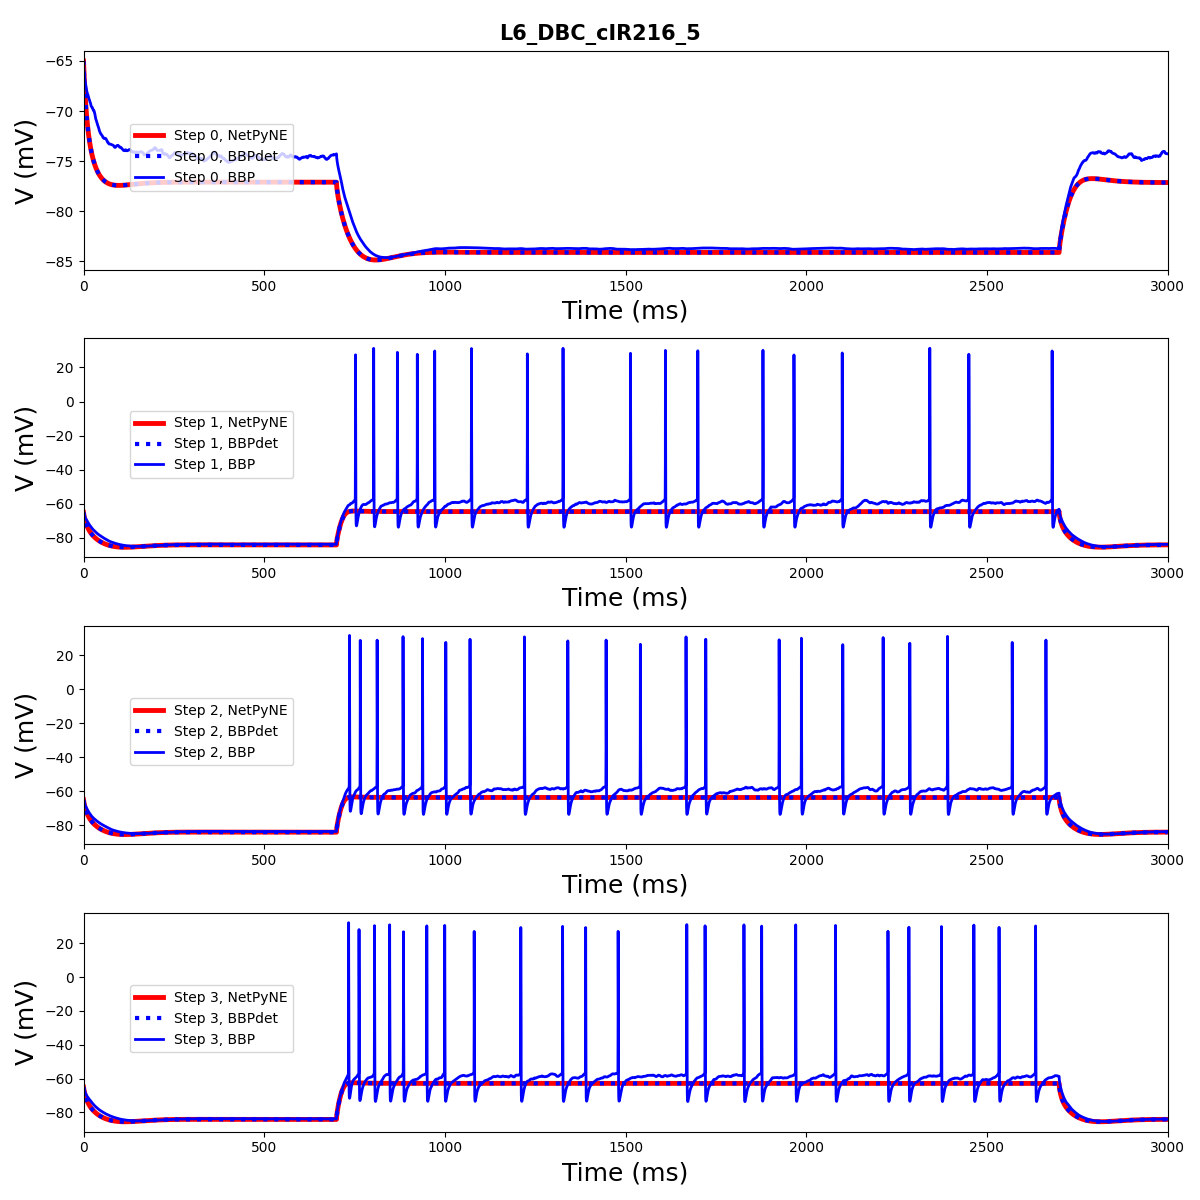 L6_DBC_cIR216_5
−65
−70
−75
−80
−85
V (mV)
Step 0, NetPyNE
Step 0, BBPdet
Step 0, BBP
0 500 1000 1500 2000 2500 3000
Time (ms)
20
0
−20
−40
−60
−80
V (mV)
Step 1, NetPyNE
Step 1, BBPdet
Step 1, BBP
0 500 1000 1500 2000 2500 3000
Time (ms)
20
0
−20
−40
−60
−80
V (mV)
Step 2, NetPyNE
Step 2, BBPdet
Step 2, BBP
0 500 1000 1500 2000 2500 3000
Time (ms)
20
0
−20
−40
−60
−80
V (mV)
Step 3, NetPyNE
Step 3, BBPdet
Step 3, BBP
0 500 1000 1500 2000 2500 3000
Time (ms)